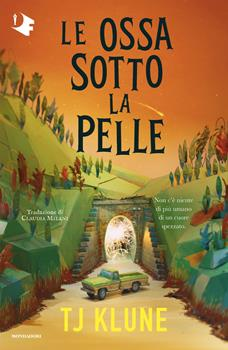 LE OSSA
SOTTO
LA
PELLE
Traduzione di
CLAUDIA MILANI
Non c'è niente
di più umano
di un cuore
spezzato.
TJ KLUNE
MONDADORI